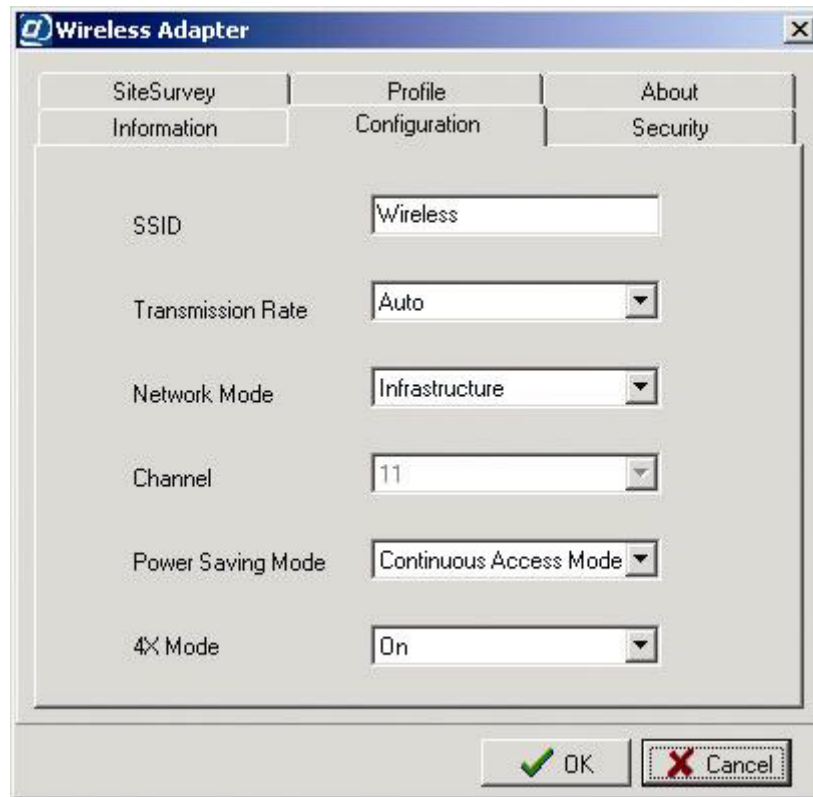 Wireless Adapter
SiteSurvey Profile About
Information Configuration Security
SSID Wireless
Transmission Rate Auto
Network Mode Infrastructure
Channel 11
Power Saving Mode Continuous Access Mode
4X Mode On
OK Cancel